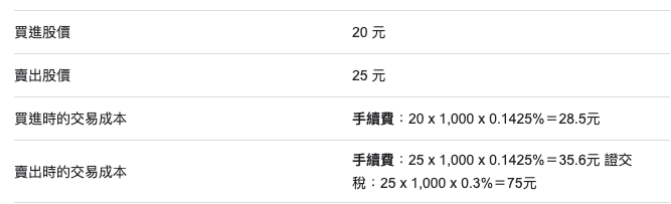 買進股價 20 元
賣出股價 25 元
買進時的交易成本 手續費：20 x 1,000 x 0.1425%＝28.5元
賣出時的交易成本 手續費：25 x 1,000 x 0.1425%＝35.6元 證交
稅：25 x 1,000 x 0.3%＝75元